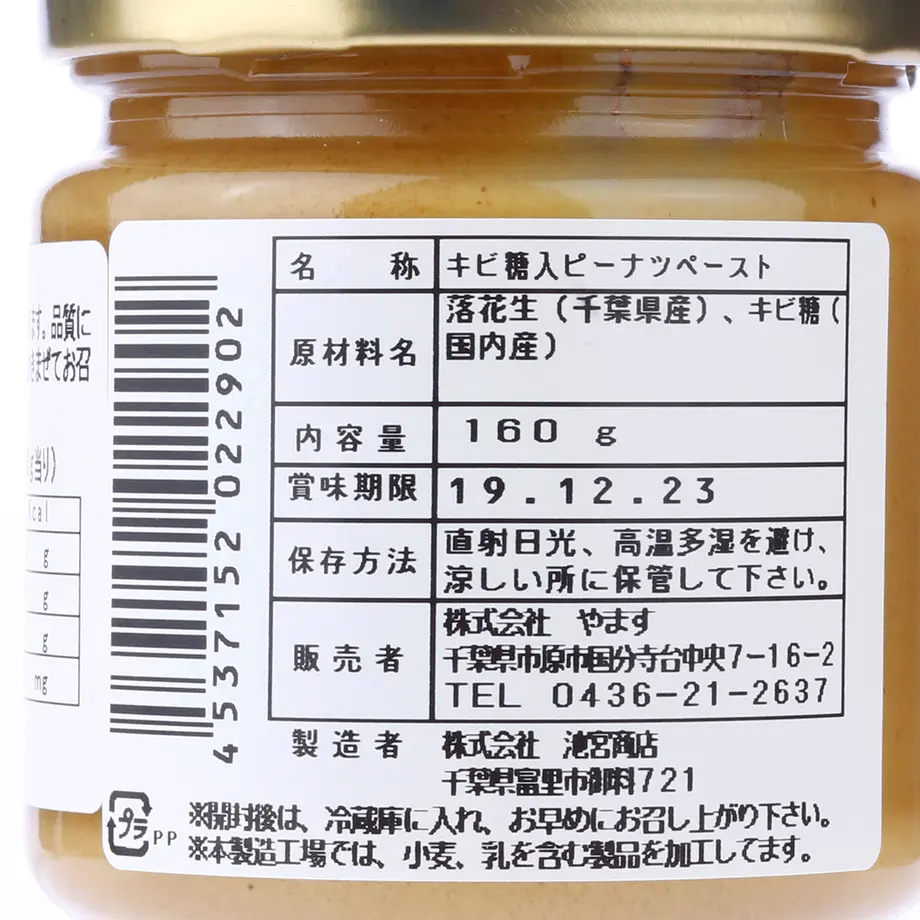 す。品質に
きまぜてお召
g当り)
kcal
g
g
g
mg
4537152022902
名 称 キビ糖入ピーナツペースト
原材料名 落花生(千葉県産)、キビ糖(
国内産)
内容量 160 g
賞味期限 19.12.23
保存方法 直射日光、高温多湿を避け、
涼しい所に保管して下さい。
販売者 株式会社 やます
千葉県市原市国分寺台中央7-16-2
TEL 0436-21-2637
製造者 株式会社 池宮商店
千葉県富里市御料721
プラ PP
※開封後は、冷蔵庫に入れ、お早めにお召し上がり下さい。
※本製造工場では、小麦、乳を含む製品を加工してます。